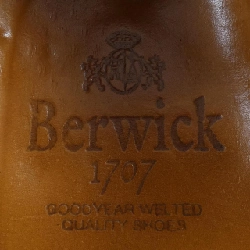 Berwick
1707
GOODYEAR WELTED
QUALITY SHOES